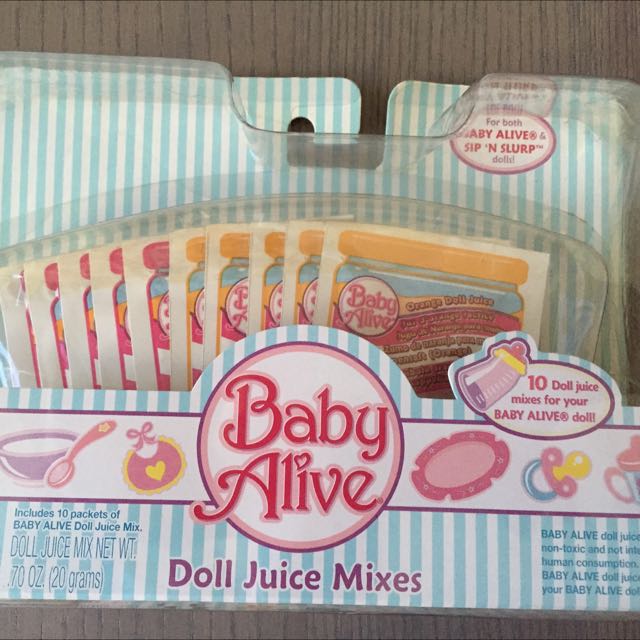 For both
BABY ALIVE® &
SIP 'N SLURP™
dolls!
Baby
Alive
Orange Doll Juice
10 Doll juice
mixes for your
BABY ALIVE® doll!
Baby
Alive®
Doll Juice Mixes
Includes 10 packets of
BABY ALIVE Doll Juice Mix.
DOLL JUICE MIX NET WT.
.70 OZ. (20 grams)
BABY ALIVE doll juice
non-toxic and not inte
human consumption.
BABY ALIVE doll juic
your BABY ALIVE dol